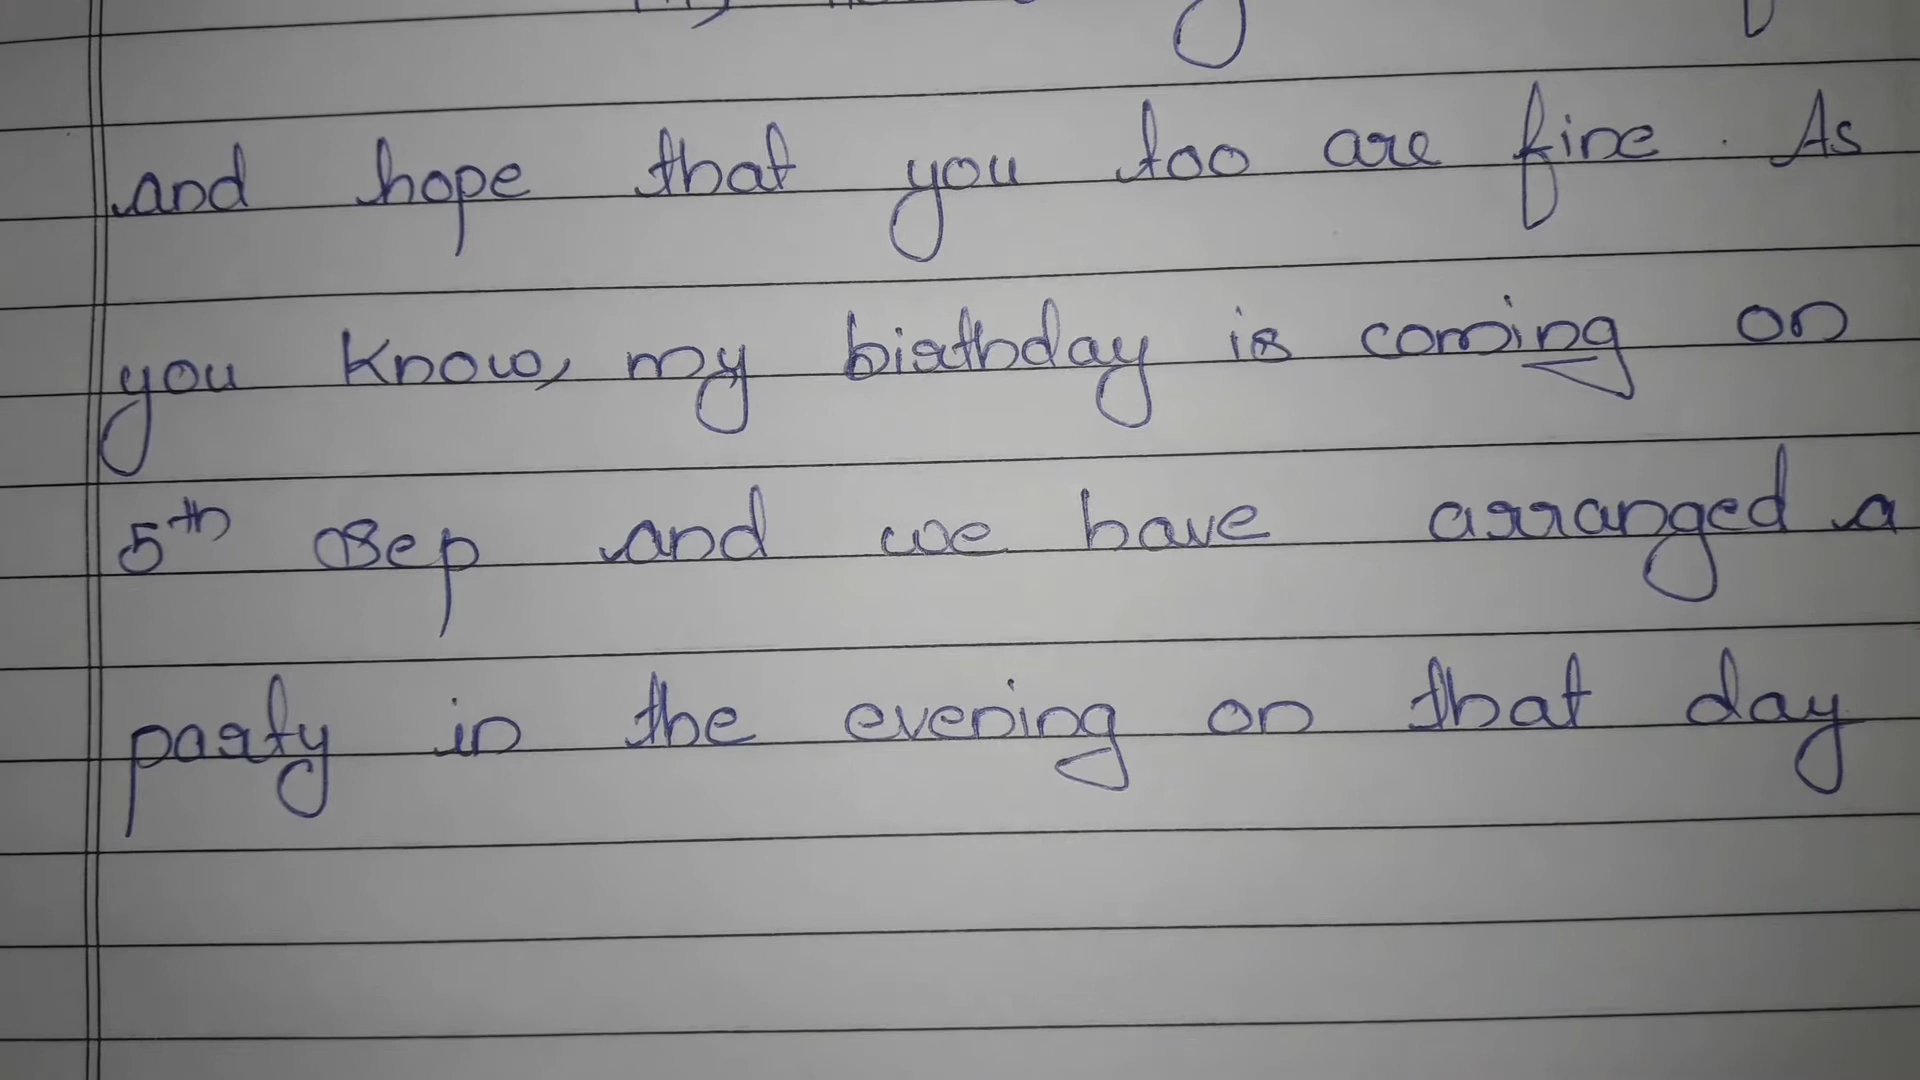 and hope that you too are fine. As
you know, my birthday is coming on
5th Sep and we have arranged a
party in the evening on that day